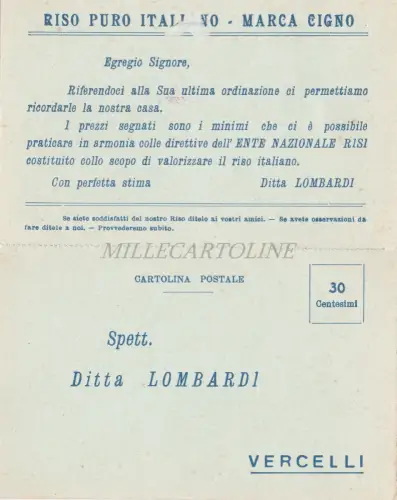 RISO PURO ITALIANO - MARCA CIGNO
Egregio Signore,
Riferendoci alla Sua ultima ordinazione ci permettiamo
ricordarle la nostra casa.
I prezzi segnati sono i minimi che ci è possibile
praticare in armonia colle direttive dell' ENTE NAZIONALE RISI
costituito collo scopo di valorizzare il riso italiano.
Con perfetta stima Ditta LOMBARDI
Se siete soddisfatti del nostro Riso ditelo ai vostri amici. — Se avete osservazioni da
fare ditele a noi. — Provvederemo subito.
MILLECARTOLINE
CARTOLINA POSTALE
30
Centesimi
Spett.
Ditta LOMBARDI
VERCELLI